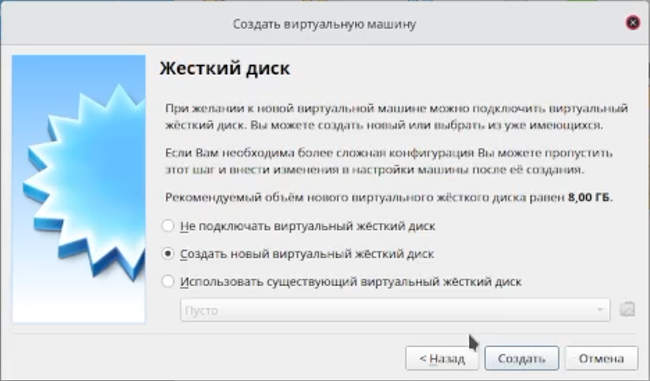 Создать виртуальную машину
Жесткий диск
При желании к новой виртуальной машине можно подключить виртуальный
жёсткий диск. Вы можете создать новый или выбрать из уже имеющихся.
Если Вам необходима более сложная конфигурация Вы можете пропустить
этот шаг и внести изменения в настройки машины после её создания.
Рекомендуемый объём нового виртуального жёсткого диска равен 8,00 ГБ.
Не подключать виртуальный жёсткий диск
Создать новый виртуальный жёсткий диск
Использовать существующий виртуальный жёсткий диск
Пусто
< Назад
Создать
Отмена